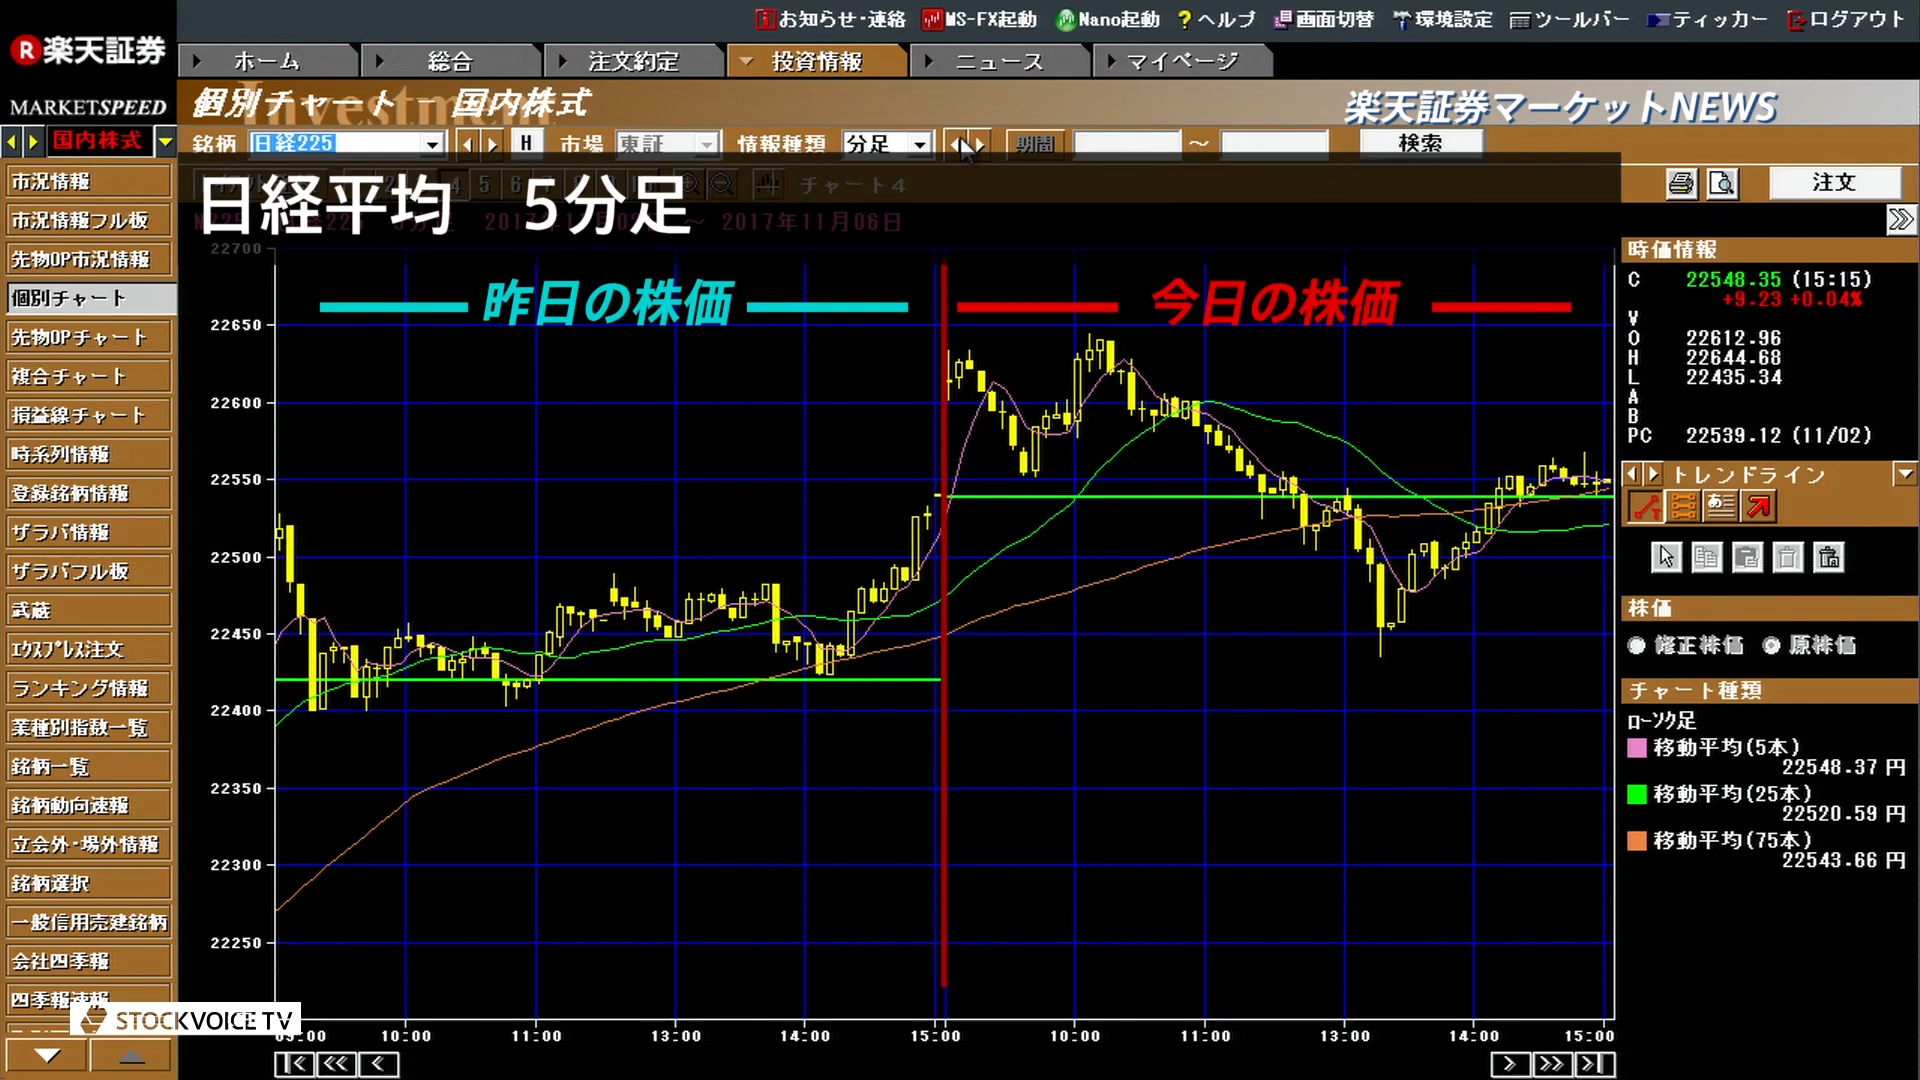 お知らせ・連絡 MS-FX起動 Nano起動 ? ヘルプ 画面切替 環境設定 ツールバー ティッカー ログアウト
R楽天証券
MARKETSPEED
ホーム 総合 注文約定 投資情報 ニュース マイページ
Investment
個別チャート - 国内株式
楽天証券マーケットNEWS
国内株式
銘柄 日経225 H 市場 東証 情報種類 分足 期間 ～ 検索
チャート4
日経平均 5分足
2017年11月06日
注文
市況情報
市況情報フル板
先物OP市況情報
個別チャート
先物OPチャート
複合チャート
損益線チャート
時系列情報
登録銘柄情報
ザラバ情報
ザラバフル板
武蔵
エクスプレス注文
ランキング情報
業種別指数一覧
銘柄一覧
銘柄動向速報
立会外・場外情報
銘柄選択
一般信用売建銘柄
会社四季報
四季報速報
STOCKVOICE TV
昨日の株価
今日の株価
22700
22650
22600
22550
22500
22450
22400
22350
22300
22250
09:00 10:00 11:00 13:00 14:00 15:00 10:00 11:00 13:00 14:00 15:00
時価情報
C 22548.35 (15:15)
+9.23 +0.04%
V
O 22612.96
H 22644.68
L 22435.34
A
B
PC 22539.12 (11/02)
トレンドライン
株価
修正株価 原株価
チャート種類
ローソク足
移動平均(5本)
22548.37 円
移動平均(25本)
22520.59 円
移動平均(75本)
22543.66 円